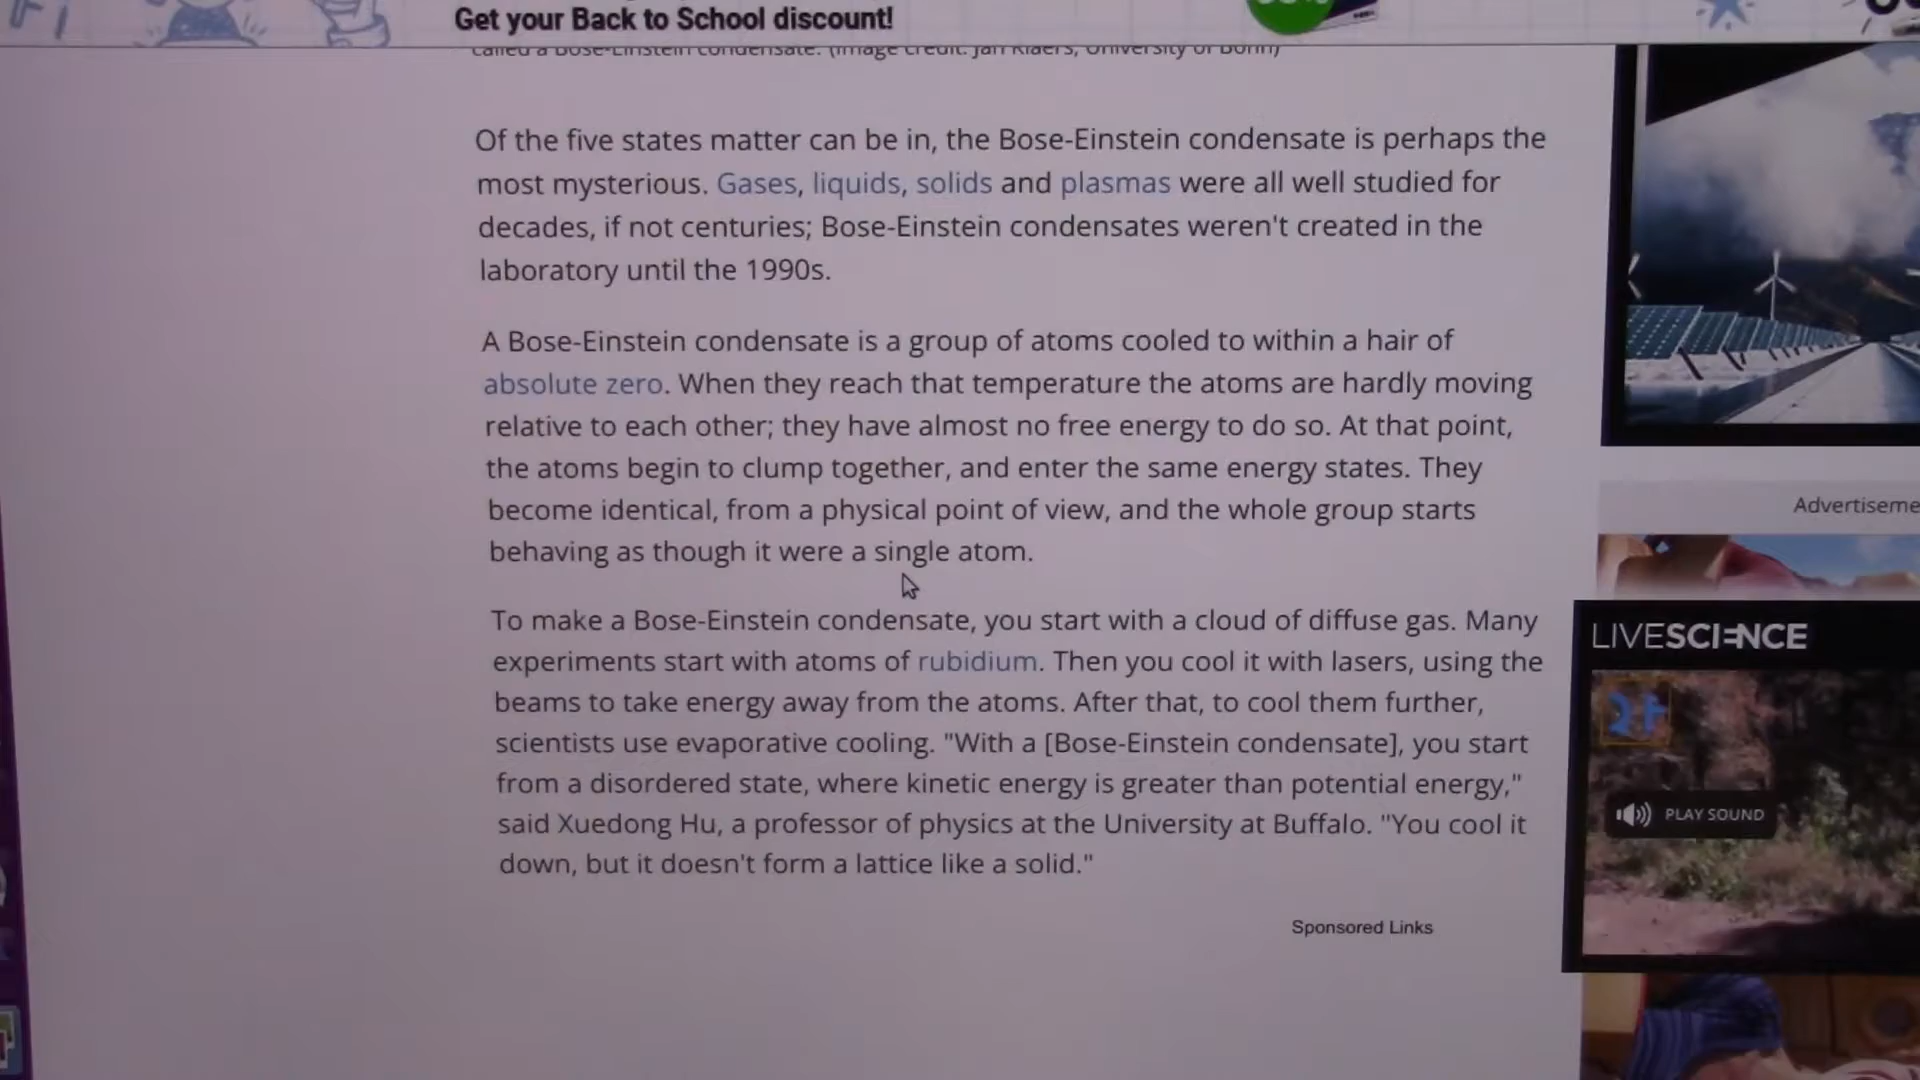 Get your Back to School discount!
called a Bose-Einstein condensate. (Image credit: Jan Klaers, University of Bonn)
Of the five states matter can be in, the Bose-Einstein condensate is perhaps the
most mysterious. Gases, liquids, solids and plasmas were all well studied for
decades, if not centuries; Bose-Einstein condensates weren't created in the
laboratory until the 1990s.
A Bose-Einstein condensate is a group of atoms cooled to within a hair of
absolute zero. When they reach that temperature the atoms are hardly moving
relative to each other; they have almost no free energy to do so. At that point,
the atoms begin to clump together, and enter the same energy states. They
become identical, from a physical point of view, and the whole group starts
behaving as though it were a single atom.
To make a Bose-Einstein condensate, you start with a cloud of diffuse gas. Many
experiments start with atoms of rubidium. Then you cool it with lasers, using the
beams to take energy away from the atoms. After that, to cool them further,
scientists use evaporative cooling. "With a [Bose-Einstein condensate], you start
from a disordered state, where kinetic energy is greater than potential energy,"
said Xuedong Hu, a professor of physics at the University at Buffalo. "You cool it
down, but it doesn't form a lattice like a solid."
Sponsored Links
Advertiseme
LIVESCIENCE
PLAY SOUND